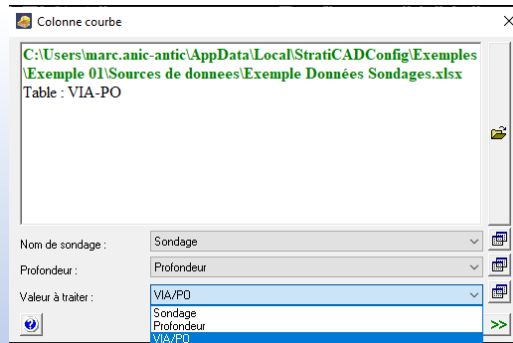 Colonne courbe
C:\Users\marc.anic-antic\AppData\Local\StratiCADConfig\Exemples
\Exemple 01\Sources de donnees\Exemple Données Sondages.xlsx
Table : VIA-PO
Nom de sondage : Sondage
Profondeur : Profondeur
Valeur à traiter : VIA/PO
Sondage
Profondeur
VIA/PO
>>